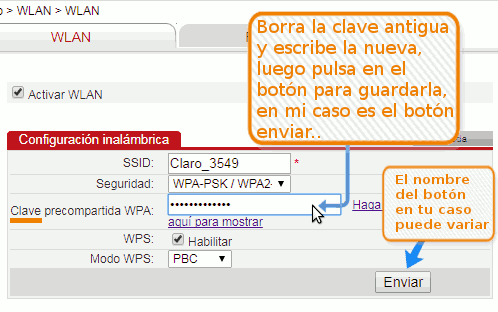 > WLAN > WLAN
WLAN
Borra la clave antigua
y escribe la nueva,
luego pulsa en el
botón para guardarla,
en mi caso es el botón
enviar..
Activar WLAN
Configuración inalámbrica
SSID: Claro_3549 *
Seguridad: WPA-PSK / WPA2-
Clave precompartida WPA: ••••••••••••• Haga
aquí para mostrar
WPS: Habilitar
Modo WPS: PBC
El nombre
del botón
en tu caso
puede variar
Enviar